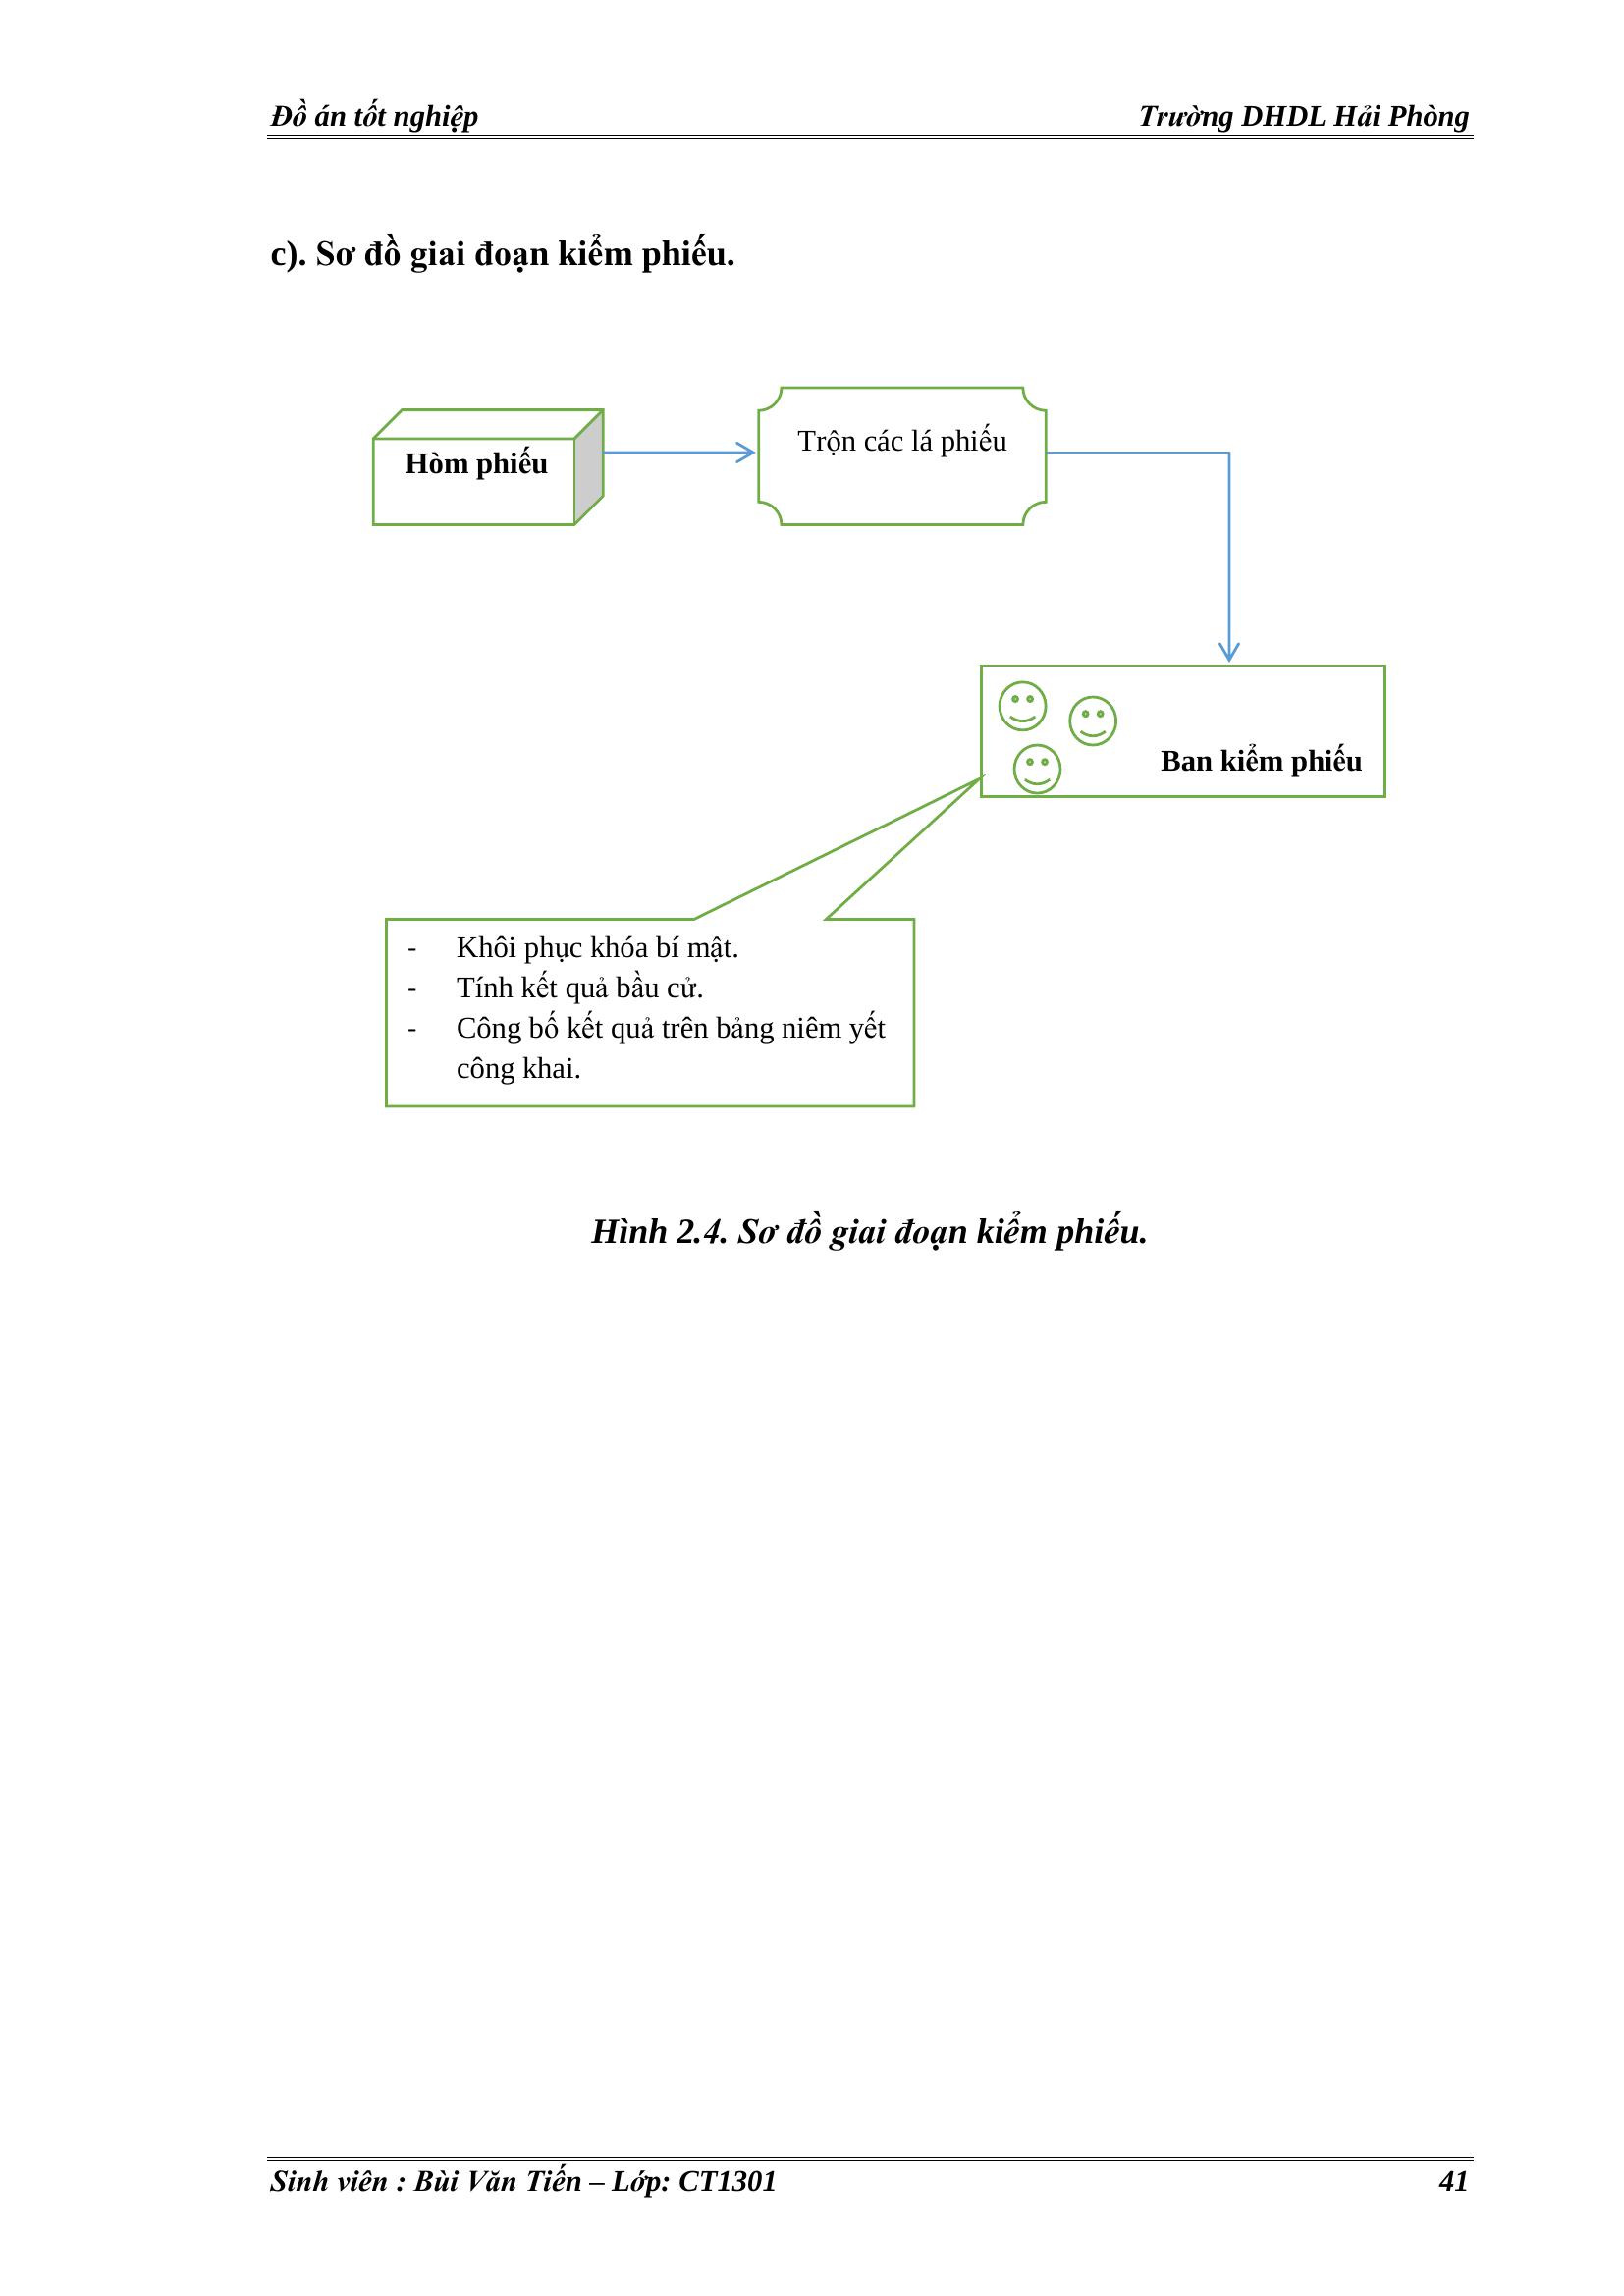 Đồ án tốt nghiệp Trường DHDL Hải Phòng
c). Sơ đồ giai đoạn kiểm phiếu.
Hòm phiếu
Trộn các lá phiếu
Ban kiểm phiếu
- Khôi phục khóa bí mật.
- Tính kết quả bầu cử.
- Công bố kết quả trên bảng niêm yết
công khai.
Hình 2.4. Sơ đồ giai đoạn kiểm phiếu.
Sinh viên : Bùi Văn Tiến – Lớp: CT1301 41